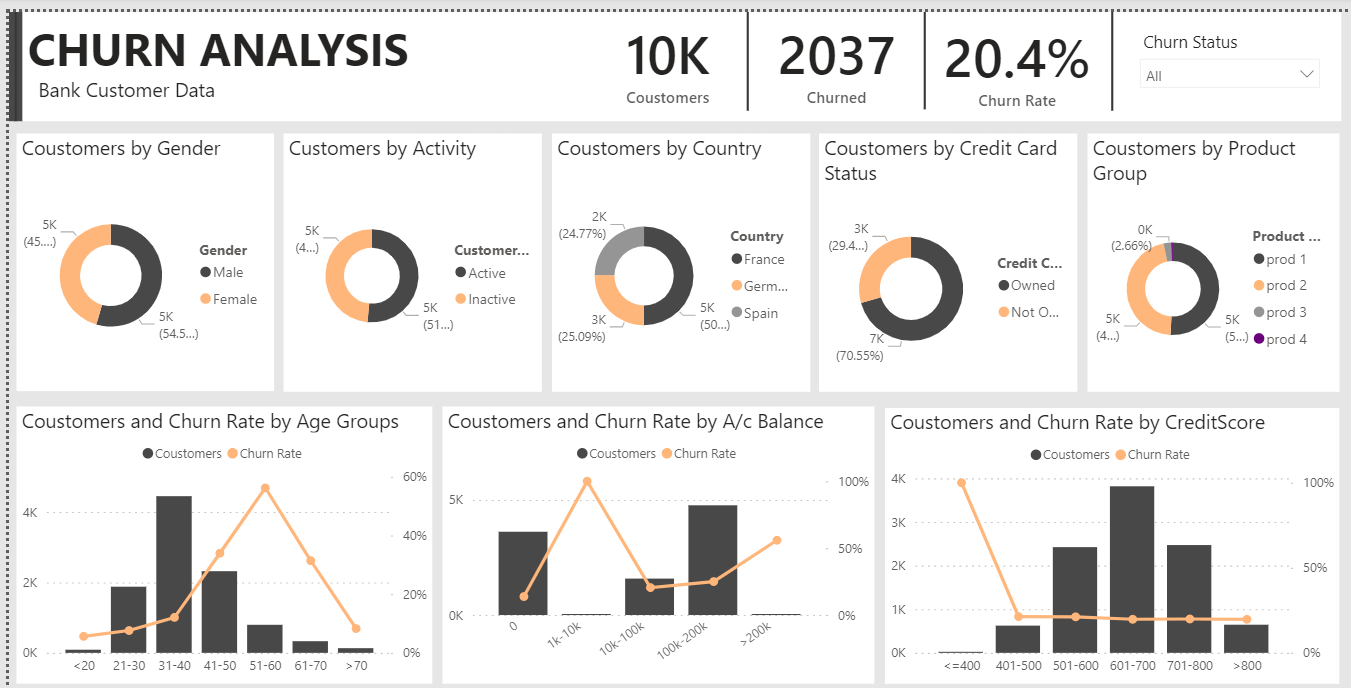 CHURN ANALYSIS
Bank Customer Data
10K
Coustomers
2037
Churned
20.4%
Churn Rate
Churn Status
All
Coustomers by Gender
5K
(45....)
5K
(54.5...)
Gender
Male
Female
Customers by Activity
5K
(4...)
5K
(51...)
Customer...
Active
Inactive
Coustomers by Country
2K
(24.77%)
3K
(25.09%)
5K
(50...)
Country
France
Germ...
Spain
Coustomers by Credit Card
Status
3K
(29.4...)
7K
(70.55%)
Credit C...
Owned
Not O...
Coustomers by Product
Group
0K
(2.66%)
5K
(4...)
5K
(5...)
Product ...
prod 1
prod 2
prod 3
prod 4
Coustomers and Churn Rate by Age Groups
Coustomers Churn Rate
4K
2K
0K
60%
40%
20%
0%
<20 21-30 31-40 41-50 51-60 61-70 >70
Coustomers and Churn Rate by A/c Balance
Coustomers Churn Rate
5K
0K
100%
50%
0%
0 1k-10k 10k-100k 100k-200k >200k
Coustomers and Churn Rate by CreditScore
Coustomers Churn Rate
4K
3K
2K
1K
0K
100%
50%
0%
<=400 401-500 501-600 601-700 701-800 >800